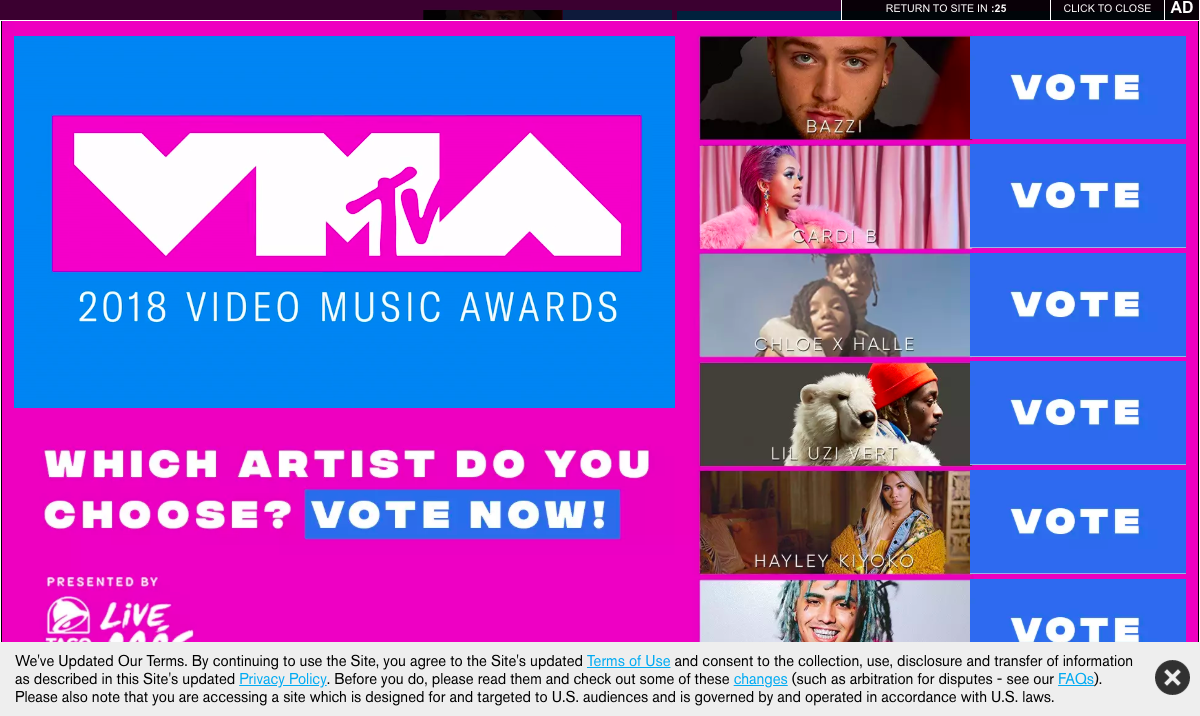 RETURN TO SITE IN :25
CLICK TO CLOSE
AD
VMA
MTV
2018 VIDEO MUSIC AWARDS
WHICH ARTIST DO YOU
CHOOSE? VOTE NOW!
PRESENTED BY
TACO
LIVE
MÁS
BAZZI
VOTE
CARDI B
VOTE
CHLOE X HALLE
VOTE
LIL UZI VERT
VOTE
HAYLEY KIYOKO
VOTE
VOTE
We've Updated Our Terms. By continuing to use the Site, you agree to the Site's updated Terms of Use and consent to the collection, use, disclosure and transfer of information
as described in this Site's updated Privacy Policy. Before you do, please read them and check out some of these changes (such as arbitration for disputes - see our FAQs).
Please also note that you are accessing a site which is designed for and targeted to U.S. audiences and is governed by and operated in accordance with U.S. laws.